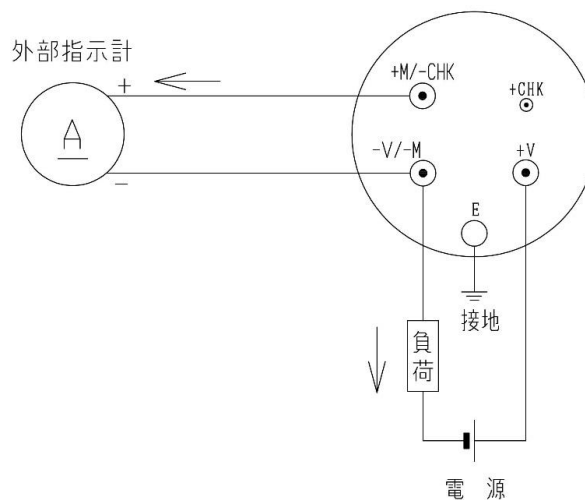 外部指示計
+M/-CHK
+CHK
+
A
-V/-M
+V
−
E
接地
負荷
電 源